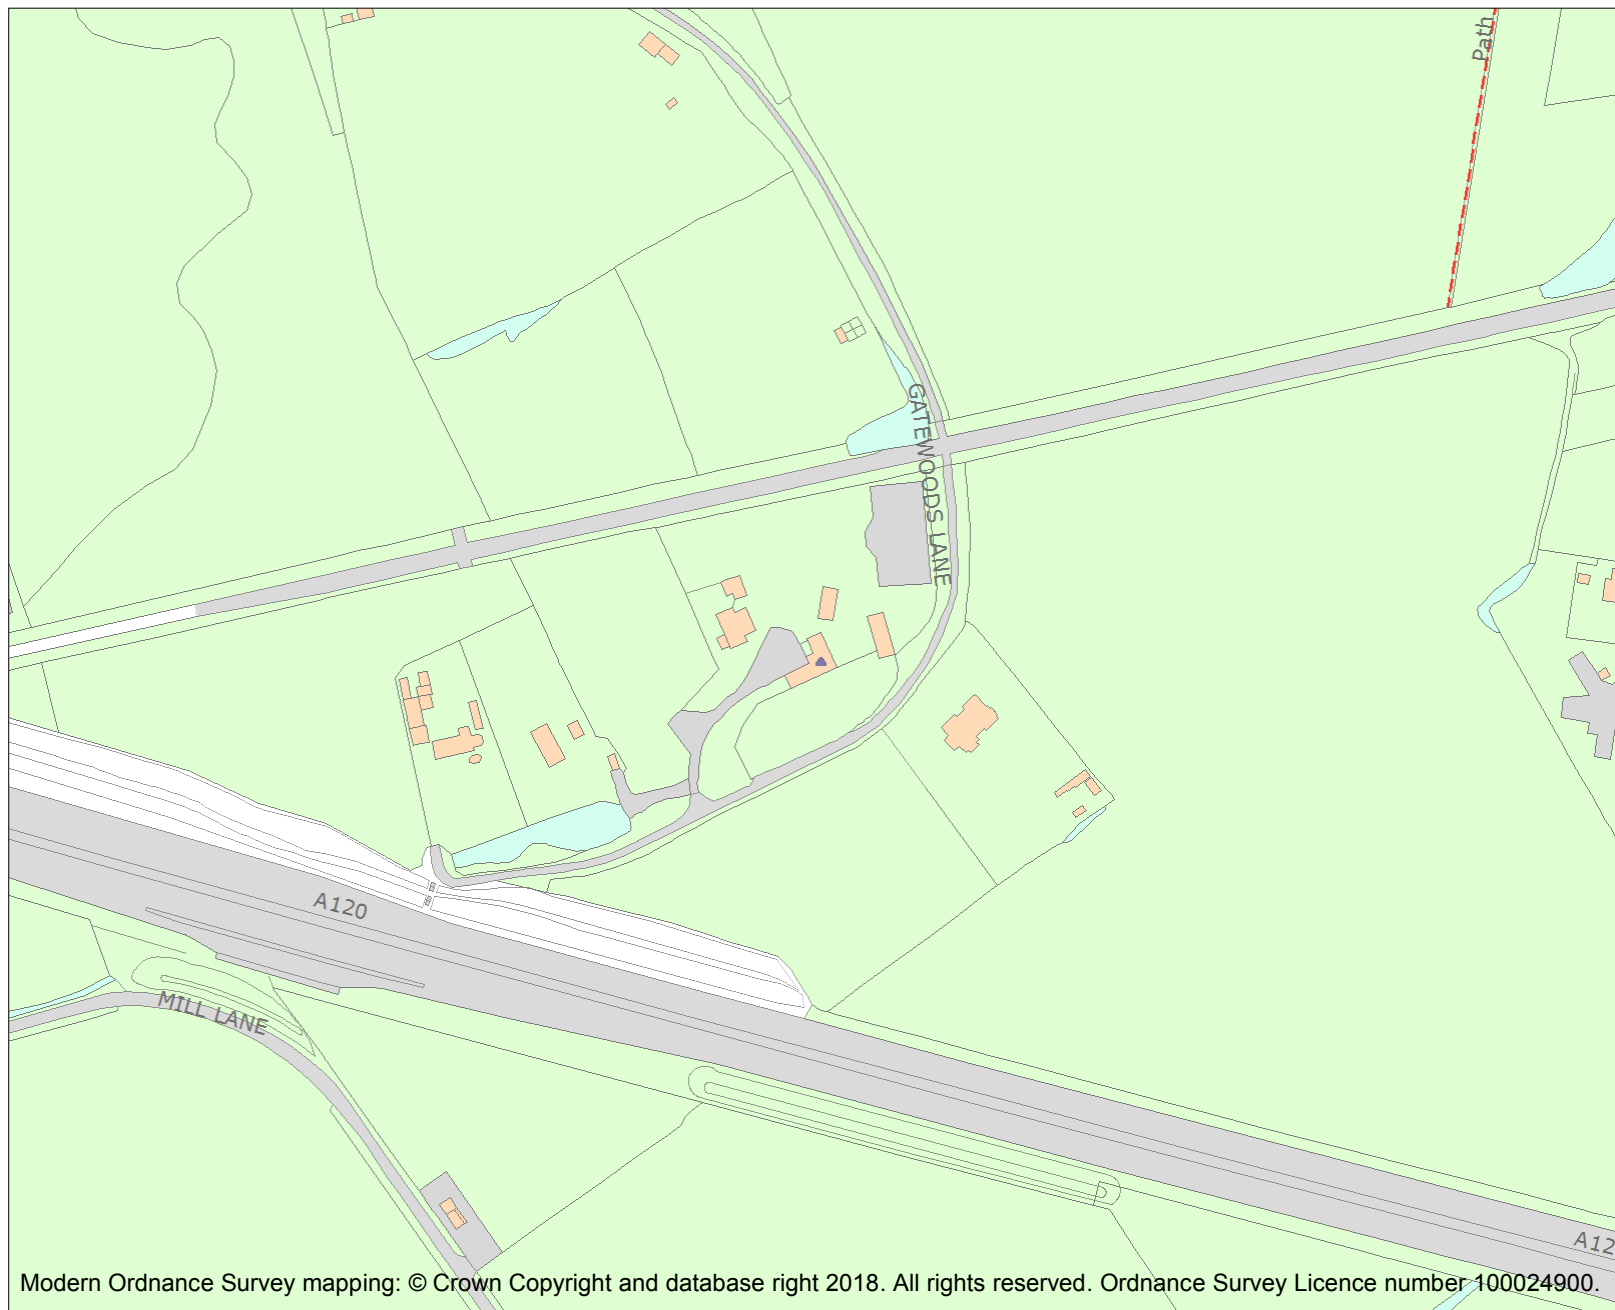 Path
GATEWOODS LANE
A120
MILL LANE
A12
Modern Ordnance Survey mapping: © Crown Copyright and database right 2018. All rights reserved. Ordnance Survey Licence number 100024900.